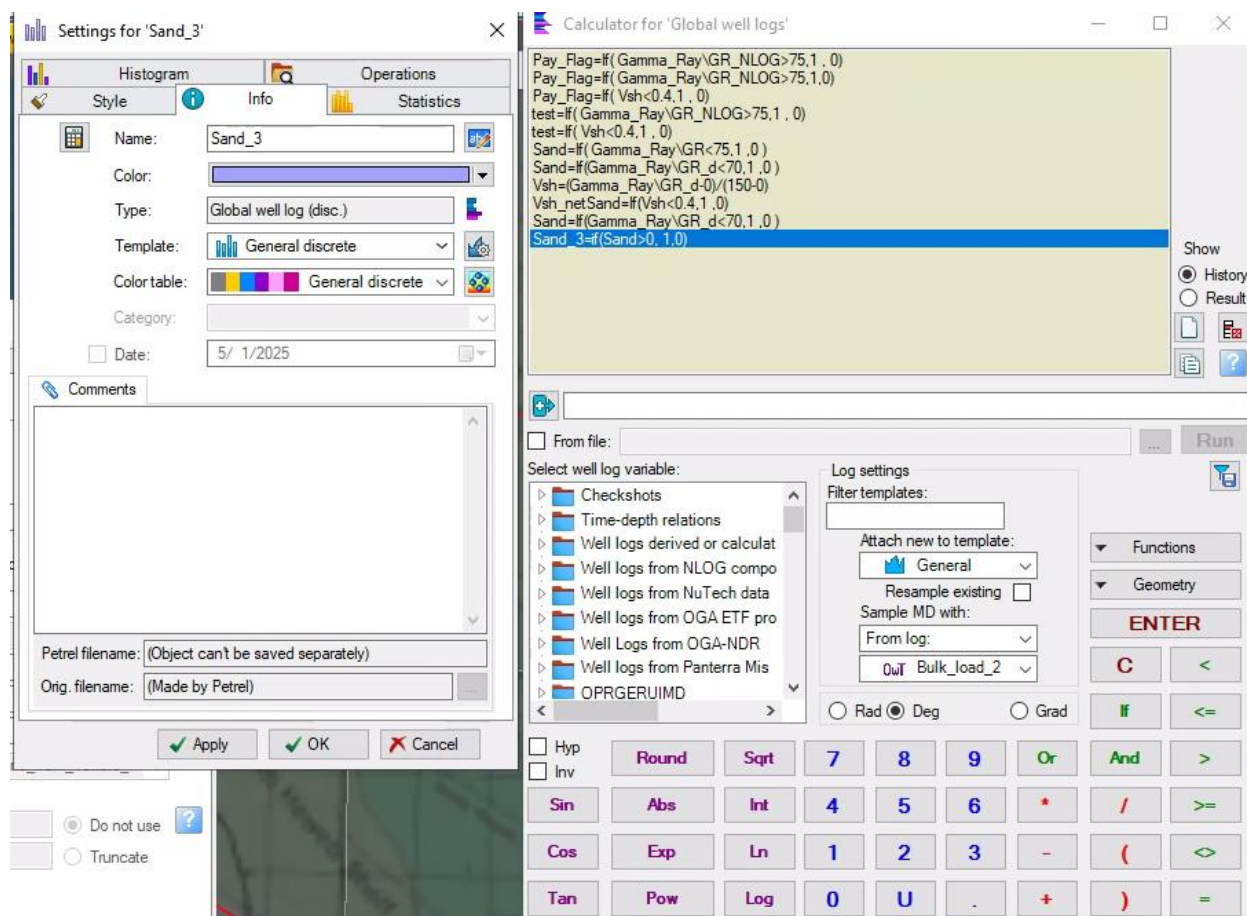 Settings for 'Sand_3'
Histogram
Operations
Style
Info
Statistics
Name:
Sand_3
Color:
Type:
Global well log (disc.)
Template:
General discrete
Color table:
General discrete
Category:
Date:
5/ 1/2025
Comments
Petrel filename:
(Object can't be saved separately)
Orig. filename:
(Made by Petrel)
...
Apply
OK
Cancel
Do not use
?
Truncate
Calculator for 'Global well logs'
Pay_Flag=If( Gamma_Ray\GR_NLOG>75,1 , 0)
Pay_Flag=If( Gamma_Ray\GR_NLOG>75,1,0)
Pay_Flag=If( Vsh<0.4,1 , 0)
test=If( Gamma_Ray\GR_NLOG>75,1 , 0)
test=If( Vsh<0.4,1 , 0)
Sand=If( Gamma_Ray\GR<75,1 ,0 )
Sand=If(Gamma_Ray\GR_d<70,1 ,0 )
Vsh=(Gamma_Ray\GR_d-0)/(150-0)
Vsh_netSand=If(Vsh<0.4,1 ,0)
Sand=If(Gamma_Ray\GR_d<70,1 ,0 )
Sand_3=if(Sand>0, 1,0)
Show
History
Result
?
From file:
...
Run
Select well log variable:
Checkshots
Time-depth relations
Well logs derived or calculat
Well logs from NLOG compo
Well logs from NuTech data
Well logs from OGA ETF pro
Well Logs from OGA-NDR
Well logs from Panterra Mis
OPRGERUIMD
Log settings
Filter templates:
Attach new to template:
General
Resample existing
Sample MD with:
From log:
OwT Bulk_load_2
Rad
Deg
Grad
Functions
Geometry
ENTER
C <
If <=
Hyp
Inv
Round Sqrt 7 8 9 Or And >
Sin Abs Int 4 5 6 * / >=
Cos Exp Ln 1 2 3 - ( <>
Tan Pow Log 0 U . + ) =